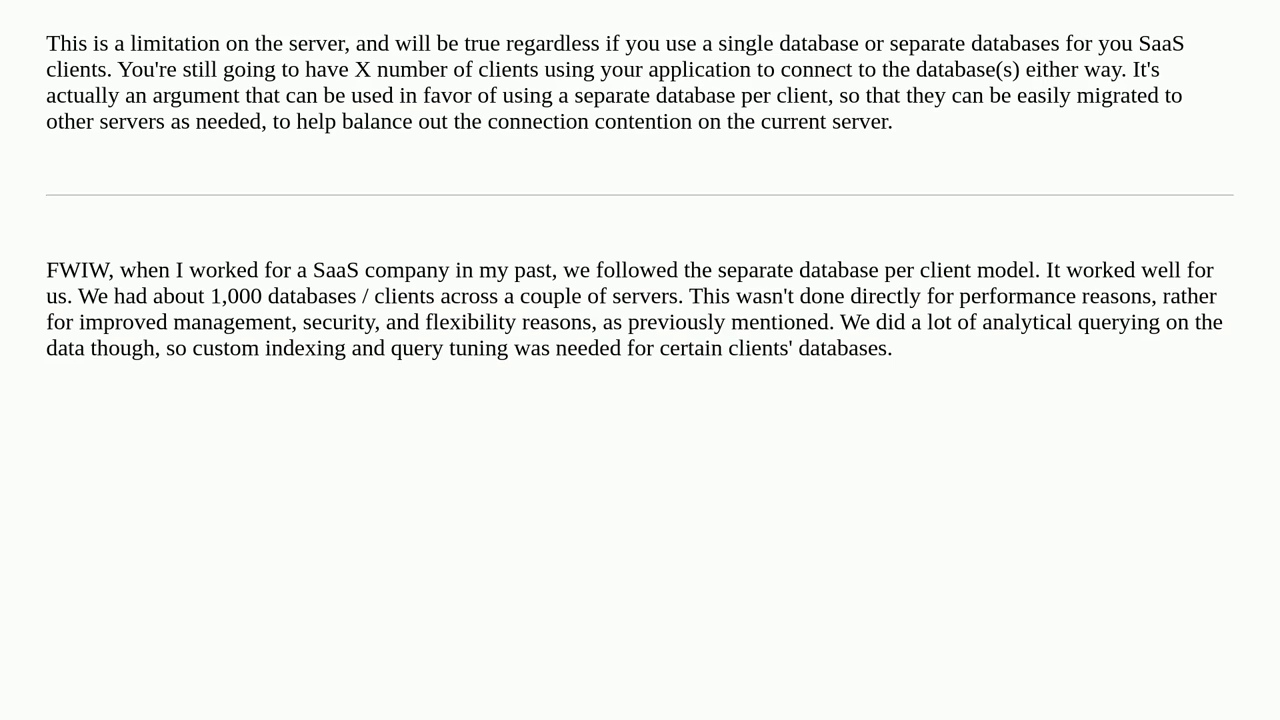 This is a limitation on the server, and will be true regardless if you use a single database or separate databases for you SaaS
clients. You're still going to have X number of clients using your application to connect to the database(s) either way. It's
actually an argument that can be used in favor of using a separate database per client, so that they can be easily migrated to
other servers as needed, to help balance out the connection contention on the current server.
FWIW, when I worked for a SaaS company in my past, we followed the separate database per client model. It worked well for
us. We had about 1,000 databases / clients across a couple of servers. This wasn't done directly for performance reasons, rather
for improved management, security, and flexibility reasons, as previously mentioned. We did a lot of analytical querying on the
data though, so custom indexing and query tuning was needed for certain clients' databases.